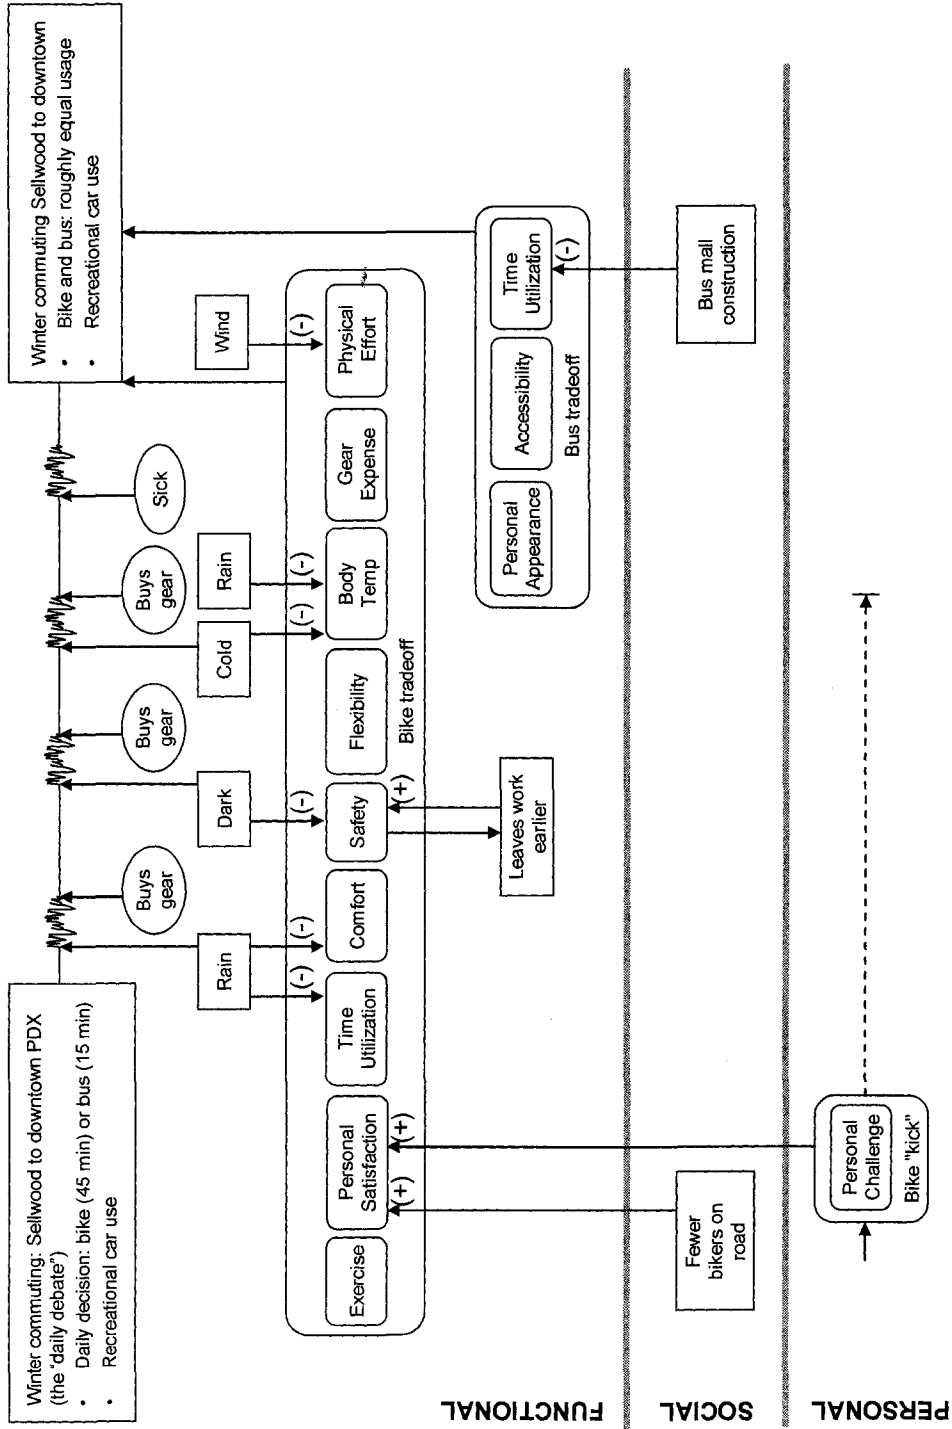 Winter commuting: Sellwood to downtown PDX
(the "daily debate")
• Daily decision: bike (45 min) or bus (15 min)
• Recreational car use
Winter commuting Sellwood to downtown
• Bike and bus: roughly equal usage
• Recreational car use
Buys
gear
Buys
gear
Buys
gear
Sick
Rain
Dark
Cold
Rain
Wind
(-)
(-)
(-)
(-)
(-)
(-)
Exercise
Personal
Satisfaction
Time
Utilization
Comfort
Safety
Flexibility
Body
Temp
Gear
Expense
Physical
Effort
(+)
(+)
(+)
Bike tradeoff
Leaves work
earlier
Personal
Appearance
Accessibility
Time
Utilization
(-)
Bus tradeoff
FUNCTIONAL
Fewer
bikers on
road
Bus mall
construction
SOCIAL
Personal
Challenge
Bike "kick"
PERSONAL